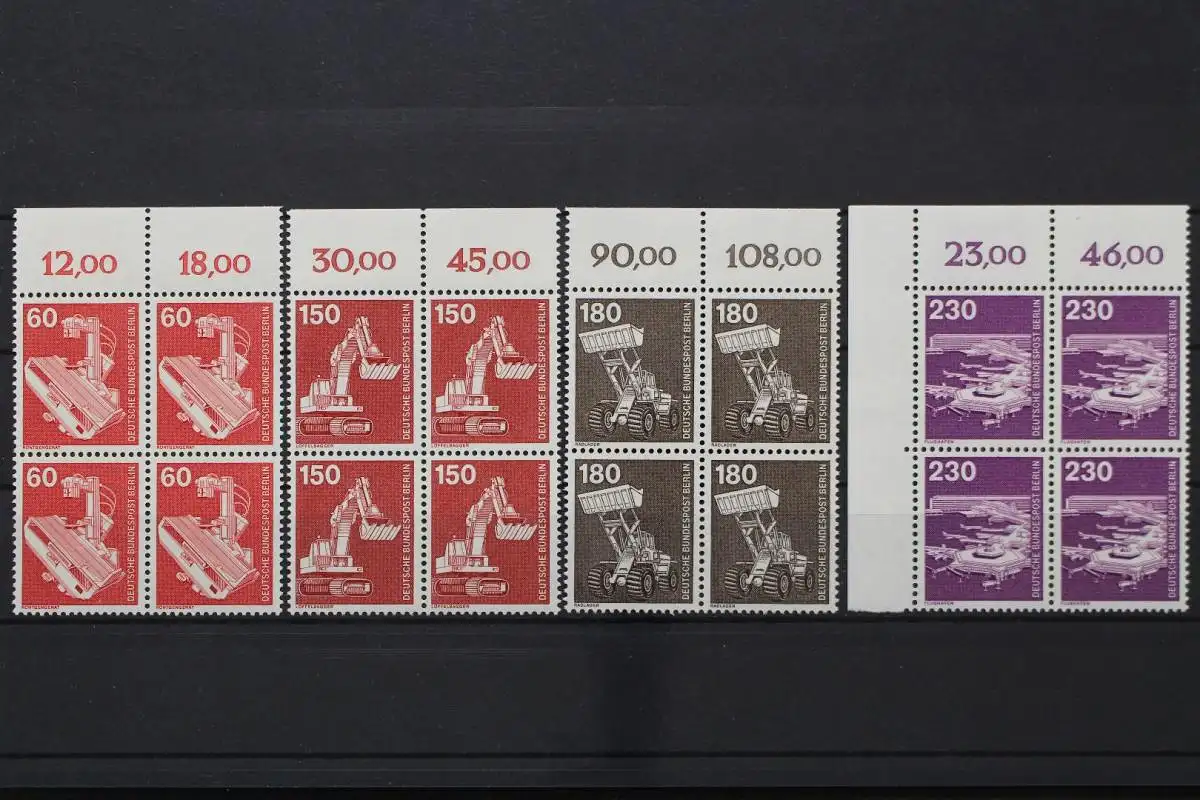 12,00 18,00
60 60
DEUTSCHE BUNDESPOST BERLIN DEUTSCHE BUNDESPOST BERLIN
RÖNTGENGERÄT RÖNTGENGERÄT
60 60
DEUTSCHE BUNDESPOST BERLIN DEUTSCHE BUNDESPOST BERLIN
RÖNTGENGERÄT RÖNTGENGERÄT
30,00 45,00
150 150
DEUTSCHE BUNDESPOST BERLIN DEUTSCHE BUNDESPOST BERLIN
LÖFFELBAGGER LÖFFELBAGGER
150 150
DEUTSCHE BUNDESPOST BERLIN DEUTSCHE BUNDESPOST BERLIN
LÖFFELBAGGER LÖFFELBAGGER
90,00 108,00
180 180
DEUTSCHE BUNDESPOST BERLIN DEUTSCHE BUNDESPOST BERLIN
RADLADER RADLADER
180 180
DEUTSCHE BUNDESPOST BERLIN DEUTSCHE BUNDESPOST BERLIN
RADLADER RADLADER
23,00 46,00
230 230
DEUTSCHE BUNDESPOST BERLIN DEUTSCHE BUNDESPOST BERLIN
FLUGHAFEN FLUGHAFEN
230 230
DEUTSCHE BUNDESPOST BERLIN DEUTSCHE BUNDESPOST BERLIN
FLUGHAFEN FLUGHAFEN